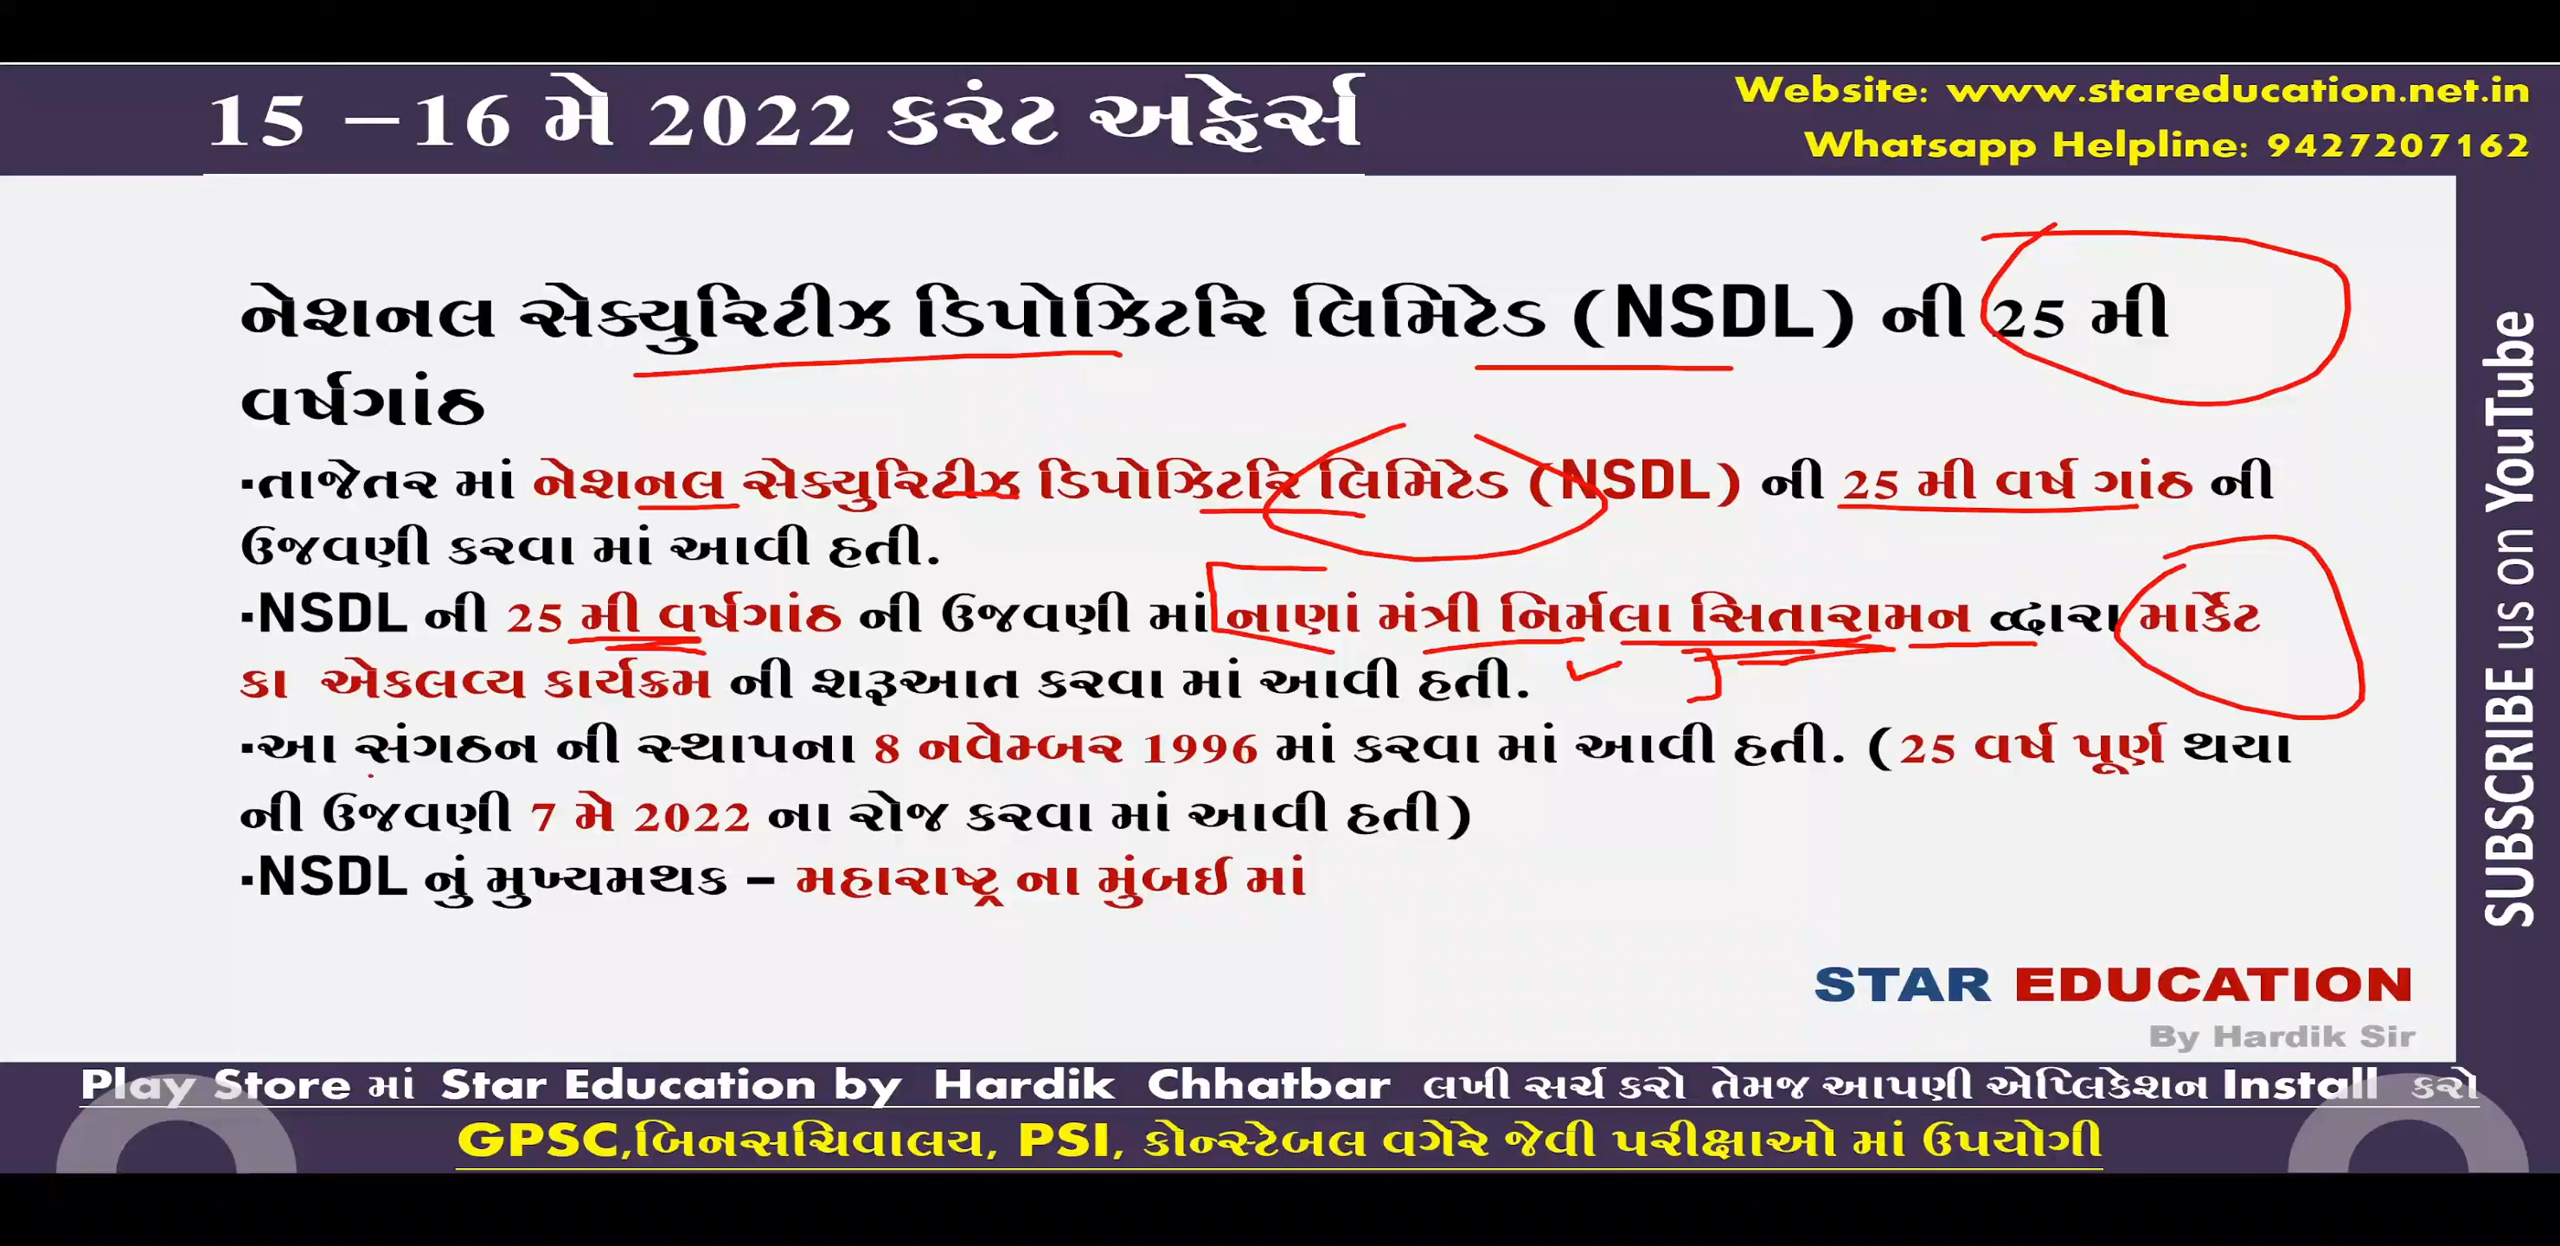 15 –16 મે 2022 કરંટ અફેર્સ
Website: www.stareducation.net.in
Whatsapp Helpline: 9427207162
નેશનલ સેક્યુરિટીઝ ડિપોઝિટરિ લિમિટેડ (NSDL) ની 25 મી
વર્ષગાંઠ
▪તાજેતર માં નેશનલ સેક્યુરિટીઝ ડિપોઝિટરિ લિમિટેડ (NSDL) ની 25 મી વર્ષ ગાંઠ ની
ઉજવણી કરવા માં આવી હતી.
▪NSDL ની 25 મી વર્ષગાંઠ ની ઉજવણી માં નાણાં મંત્રી નિર્મલા સિતારામન વ્દારા માર્કેટ
કા એકલવ્ય કાર્યક્રમ ની શરૂઆત કરવા માં આવી હતી.
▪આ સંગઠન ની સ્થાપના 8 નવેમ્બર 1996 માં કરવા માં આવી હતી. (25 વર્ષ પૂર્ણ થયા
ની ઉજવણી 7 મે 2022 ના રોજ કરવા માં આવી હતી)
▪NSDL નું મુખ્યમથક – મહારાષ્ટ્ર ના મુંબઈ માં
SUBSCRIBE us on YouTube
STAR EDUCATION
By Hardik Sir
Play Store માં Star Education by Hardik Chhatbar લખી સર્ચ કરો તેમજ આપણી એપ્લિકેશન Install કરો
GPSC,બિનસચિવાલય, PSI, કોન્સ્ટેબલ વગેરે જેવી પરીક્ષાઓ માં ઉપયોગી